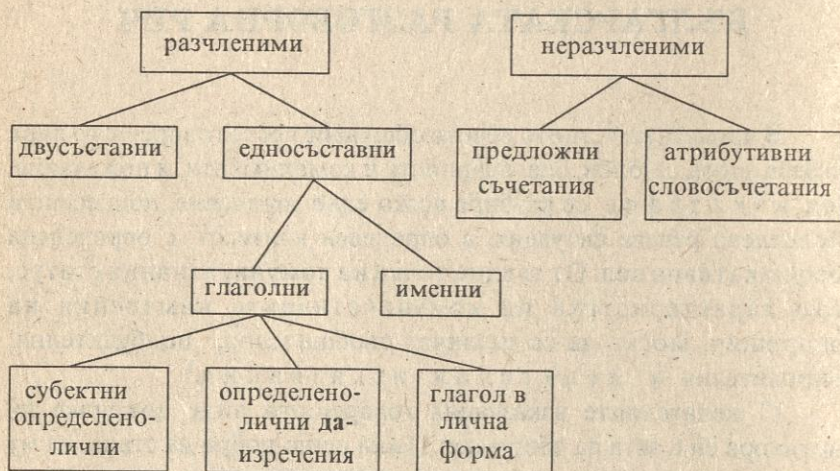 разчленими
неразчленими
двусъставни
едносъставни
предложни
съчетания
атрибутивни
словосъчетания
глаголни
именни
субектни
определено-
лични
определено-
лични да-
изречения
глагол в
лична
форма